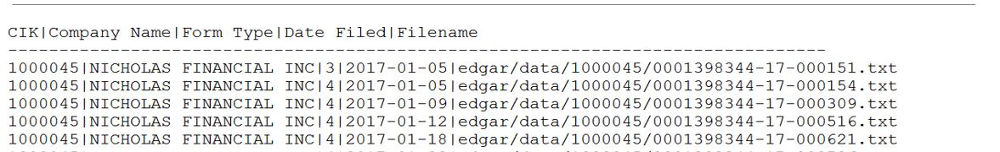 CIK|Company Name|Form Type|Date Filed|Filename
--------------------------------------------------------------------------------
1000045|NICHOLAS FINANCIAL INC|3|2017-01-05|edgar/data/1000045/0001398344-17-000151.txt
1000045|NICHOLAS FINANCIAL INC|4|2017-01-05|edgar/data/1000045/0001398344-17-000154.txt
1000045|NICHOLAS FINANCIAL INC|4|2017-01-09|edgar/data/1000045/0001398344-17-000309.txt
1000045|NICHOLAS FINANCIAL INC|4|2017-01-12|edgar/data/1000045/0001398344-17-000516.txt
1000045|NICHOLAS FINANCIAL INC|4|2017-01-18|edgar/data/1000045/0001398344-17-000621.txt